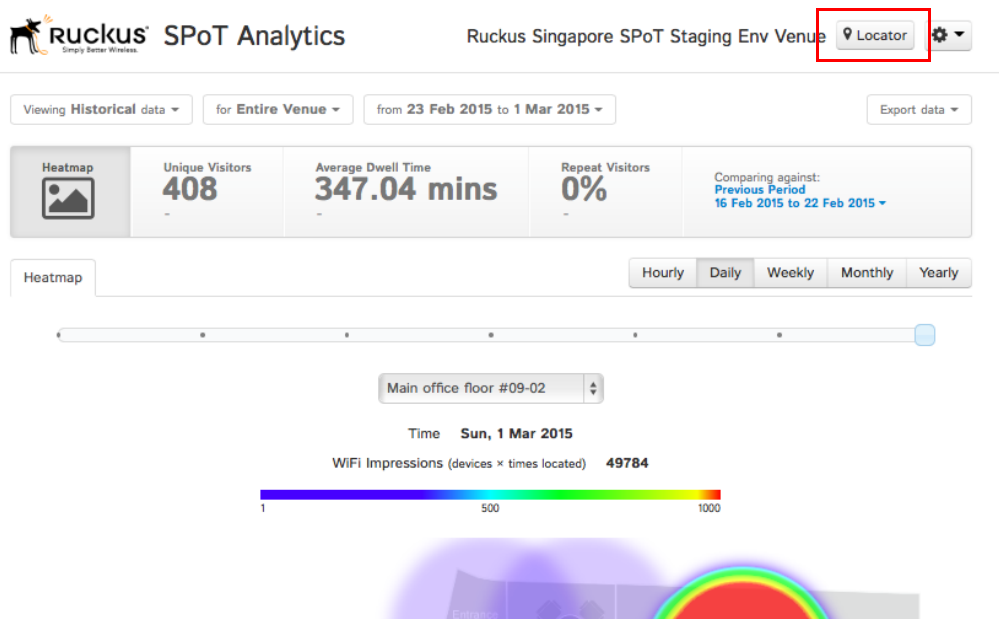 Ruckus
Simply Better Wireless.
SPoT Analytics
Ruckus Singapore SPoT Staging Env Venue
Locator
Viewing Historical data
for Entire Venue
from 23 Feb 2015 to 1 Mar 2015
Export data
Heatmap
Unique Visitors
408
-
Average Dwell Time
347.04 mins
-
Repeat Visitors
0%
-
Comparing against:
Previous Period
16 Feb 2015 to 22 Feb 2015
Heatmap
Hourly Daily Weekly Monthly Yearly
Main office floor #09-02
Time Sun, 1 Mar 2015
WiFi Impressions (devices × times located) 49784
1 500 1000
Entrance